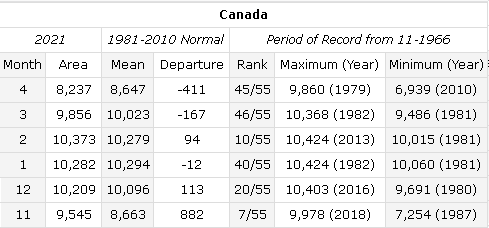 Canada
2021 1981-2010 Normal Period of Record from 11-1966
Month Area Mean Departure Rank Maximum (Year) Minimum (Year)
4 8,237 8,647 -411 45/55 9,860 (1979) 6,939 (2010)
3 9,856 10,023 -167 46/55 10,368 (1982) 9,486 (1981)
2 10,373 10,279 94 10/55 10,424 (2013) 10,015 (1981)
1 10,282 10,294 -12 40/55 10,424 (1982) 10,060 (1981)
12 10,209 10,096 113 20/55 10,403 (2016) 9,691 (1980)
11 9,545 8,663 882 7/55 9,978 (2018) 7,254 (1987)